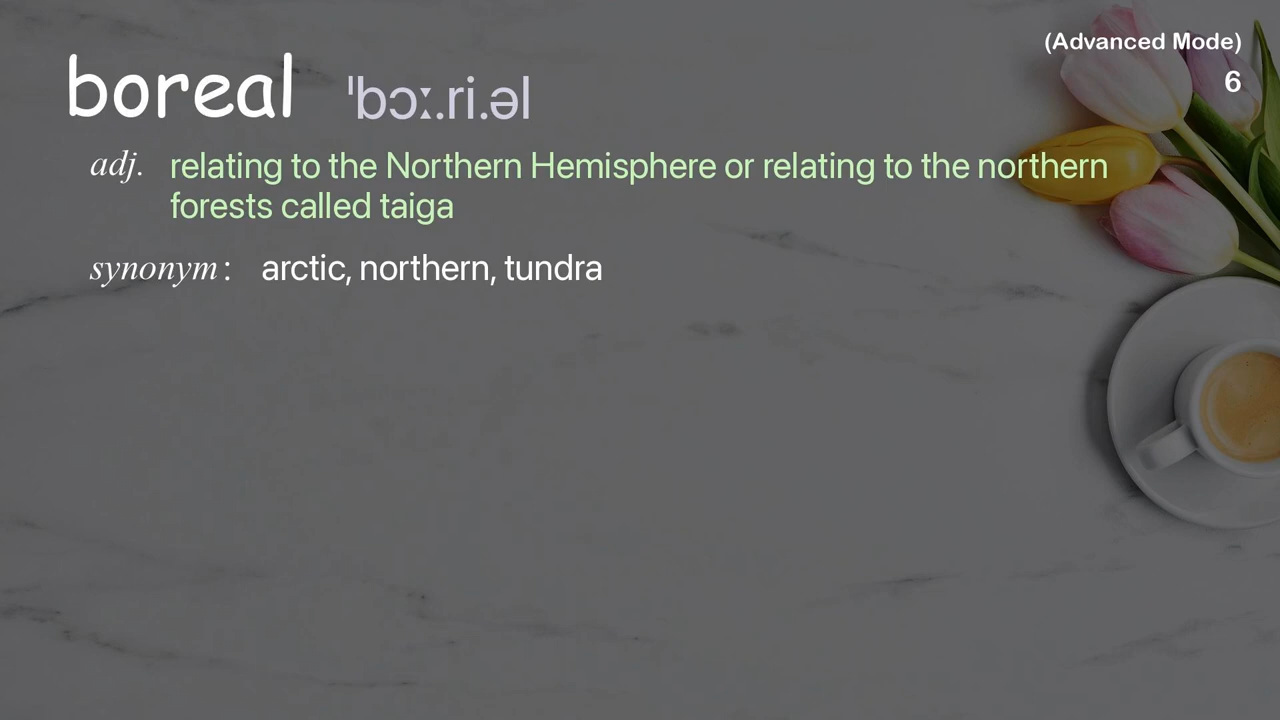 (Advanced Mode)
6
boreal ˈbɔː.ri.əl
adj. relating to the Northern Hemisphere or relating to the northern
forests called taiga
synonym : arctic, northern, tundra